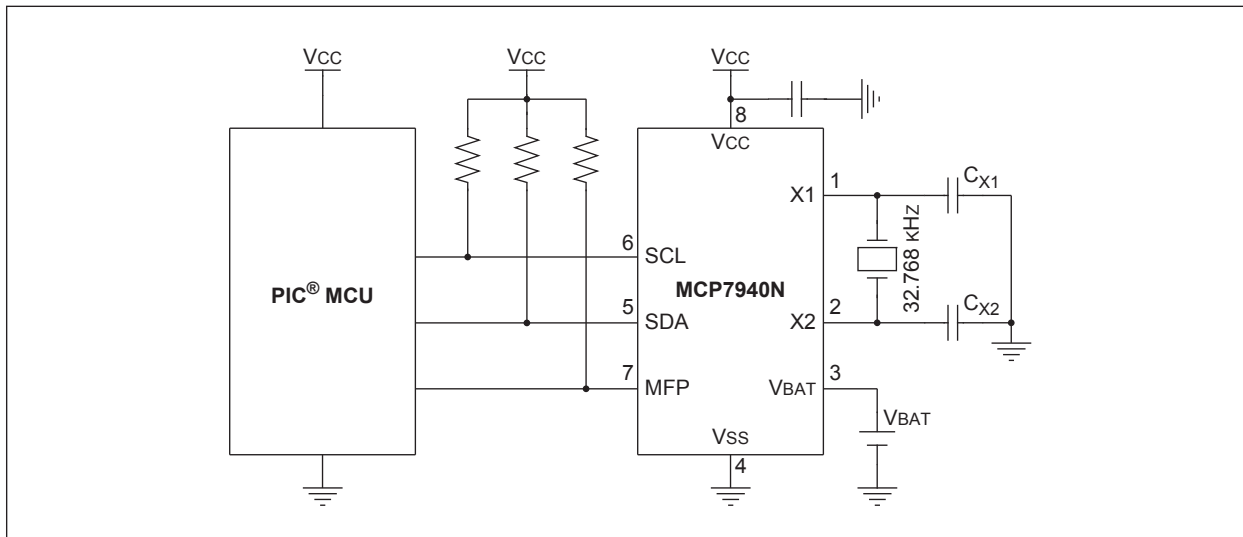 VCC
VCC
VCC
8
VCC
PIC® MCU
6
SCL
5
SDA
7
MFP
MCP7940N
X1
1
CX1
32.768 KHZ
X2
2
CX2
VBAT
3
VBAT
VSS
4